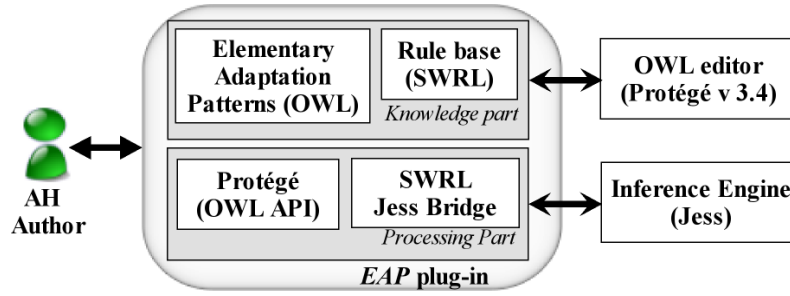 Elementary
Adaptation
Patterns (OWL)
Rule base
(SWRL)
Knowledge part
OWL editor
(Protégé v 3.4)
AH
Author
Protégé
(OWL API)
SWRL
Jess Bridge
Processing Part
Inference Engine
(Jess)
EAP plug-in